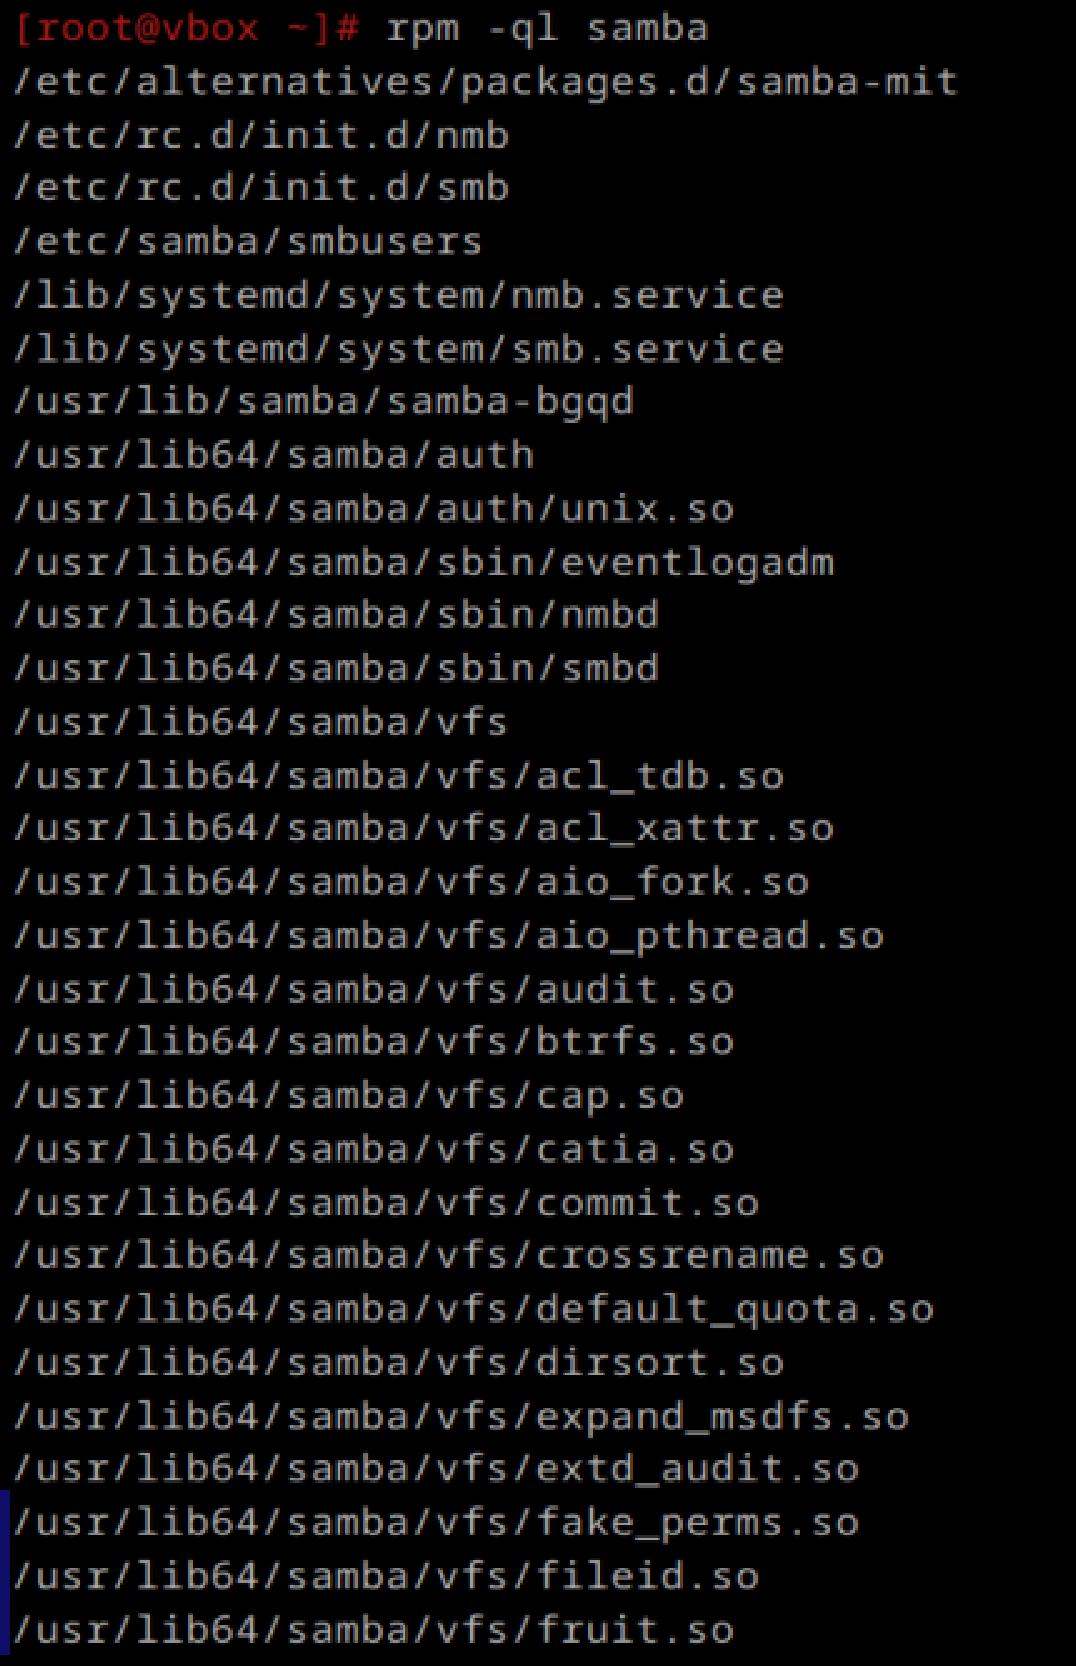 [root@vbox ~]# rpm -ql samba
/etc/alternatives/packages.d/samba-mit
/etc/rc.d/init.d/nmb
/etc/rc.d/init.d/smb
/etc/samba/smbusers
/lib/systemd/system/nmb.service
/lib/systemd/system/smb.service
/usr/lib/samba/samba-bgqd
/usr/lib64/samba/auth
/usr/lib64/samba/auth/unix.so
/usr/lib64/samba/sbin/eventlogadm
/usr/lib64/samba/sbin/nmbd
/usr/lib64/samba/sbin/smbd
/usr/lib64/samba/vfs
/usr/lib64/samba/vfs/acl_tdb.so
/usr/lib64/samba/vfs/acl_xattr.so
/usr/lib64/samba/vfs/aio_fork.so
/usr/lib64/samba/vfs/aio_pthread.so
/usr/lib64/samba/vfs/audit.so
/usr/lib64/samba/vfs/btrfs.so
/usr/lib64/samba/vfs/cap.so
/usr/lib64/samba/vfs/catia.so
/usr/lib64/samba/vfs/commit.so
/usr/lib64/samba/vfs/crossrename.so
/usr/lib64/samba/vfs/default_quota.so
/usr/lib64/samba/vfs/dirsort.so
/usr/lib64/samba/vfs/expand_msdfs.so
/usr/lib64/samba/vfs/extd_audit.so
/usr/lib64/samba/vfs/fake_perms.so
/usr/lib64/samba/vfs/fileid.so
/usr/lib64/samba/vfs/fruit.so